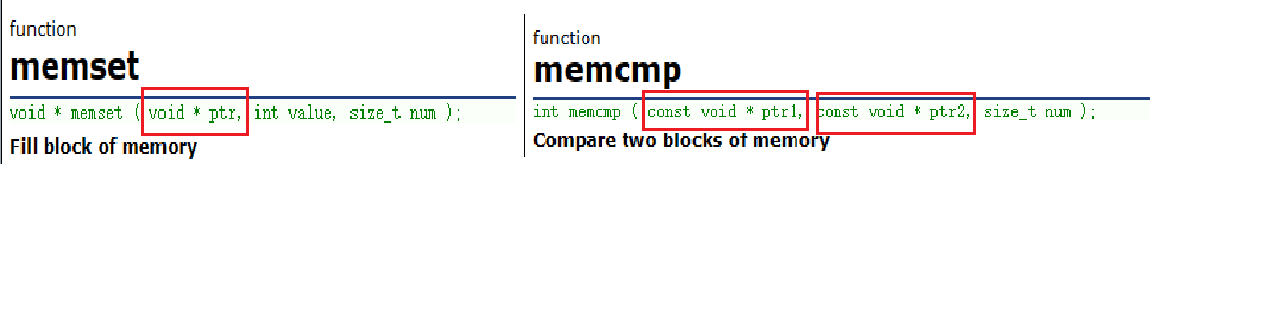 function
memset
void * memset ( void * ptr, int value, size_t num );
Fill block of memory
function
memcmp
int memcmp ( const void * ptr1, const void * ptr2, size_t num );
Compare two blocks of memory